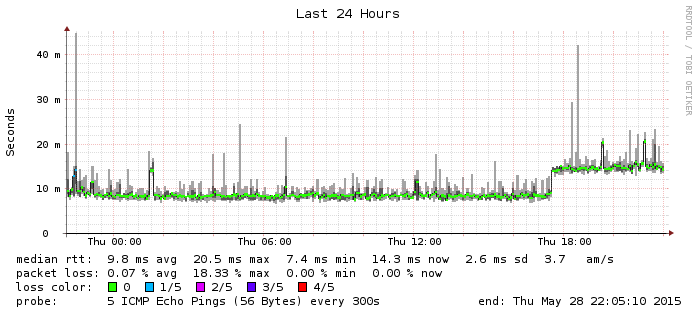 Last 24 Hours
RRDTOOL / TOBI OETIKER
Seconds
40 m
30 m
20 m
10 m
0
Thu 00:00 Thu 06:00 Thu 12:00 Thu 18:00
median rtt: 9.8 ms avg 20.5 ms max 7.4 ms min 14.3 ms now 2.6 ms sd 3.7 am/s
packet loss: 0.07 % avg 18.33 % max 0.00 % min 0.00 % now
loss color: 0 1/5 2/5 3/5 4/5
probe: 5 ICMP Echo Pings (56 Bytes) every 300s end: Thu May 28 22:05:10 2015